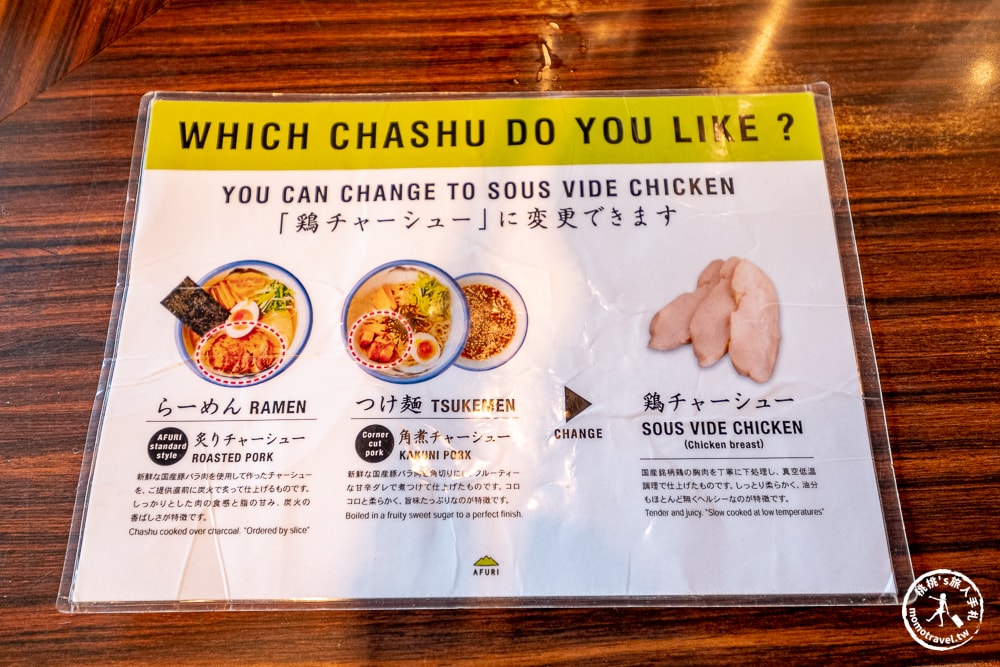 WHICH CHASHU DO YOU LIKE ?
YOU CAN CHANGE TO SOUS VIDE CHICKEN
「鶏チャーシュー」に変更できます
らーめん RAMEN
AFURI
standard
style
炙りチャーシュー
ROASTED PORK
新鮮な国産豚バラ肉を使用して作ったチャーシュー
を、ご提供直前に炭火で炙って仕上げるものです。
しっかりとした肉の食感と脂の甘み、炭火の
香ばしさが特徴です。
Chashu cooked over charcoal. "Ordered by slice"
つけ麺 TSUKEMEN
Corner
cut
pork
角煮チャーシュー
KAKUNI PORK
新鮮な国産豚バラ肉を角切りにし、フルーティー
な甘辛ダレで煮つけて仕上げたものです。コロ
コロと柔らかく、旨味たっぷりなのが特徴です。
Boiled in a fruity sweet sugar to a perfect finish.
CHANGE
鶏チャーシュー
SOUS VIDE CHICKEN
(Chicken breast)
国産銘柄鶏の胸肉を丁寧に下処理し、真空低温
調理で仕上げたものです。しっとり柔らかく、油分
もほとんど無くヘルシーなのが特徴です。
Tender and juicy. "Slow cooked at low temperatures"
AFURI
桃桃's旅人手札
momotravel.tw